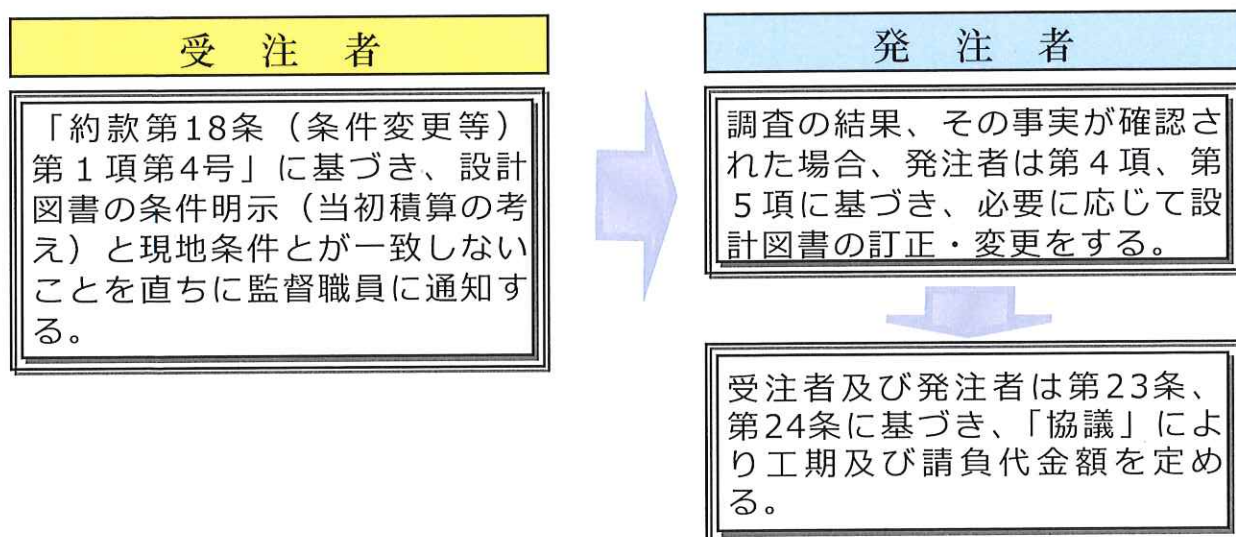 受注者
「約款第18条（条件変更等）
第１項第4号」に基づき、設計
図書の条件明示（当初積算の考
え）と現地条件とが一致しない
ことを直ちに監督職員に通知す
る。
発注者
調査の結果、その事実が確認さ
れた場合、発注者は第４項、第
５項に基づき、必要に応じて設
計図書の訂正・変更をする。
受注者及び発注者は第23条、
第24条に基づき、「協議」によ
り工期及び請負代金額を定め
る。